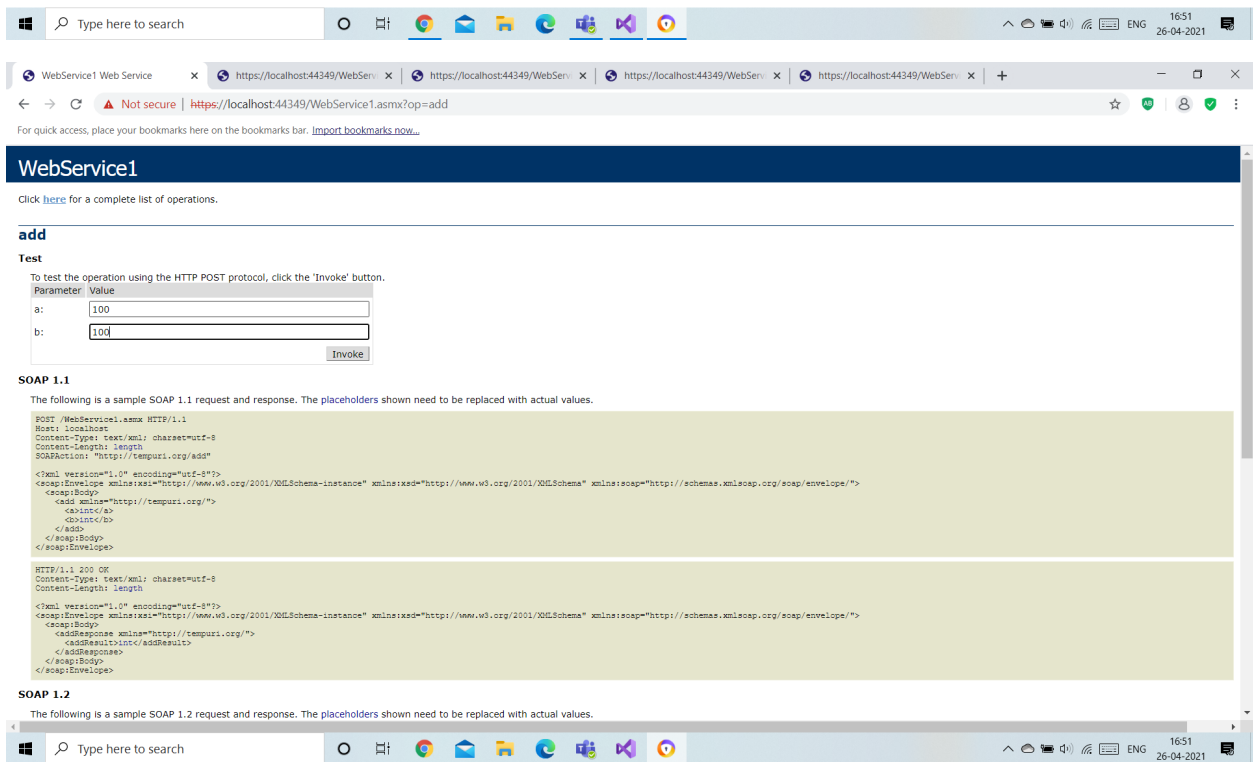 Type here to search
ENG
16:51
26-04-2021
WebService1 Web Service
https://localhost:44349/WebServ
https://localhost:44349/WebServi
https://localhost:44349/WebServ
https://localhost:44349/WebServ
Not secure | https://localhost:44349/WebService1.asmx?op=add
For quick access, place your bookmarks here on the bookmarks bar. Import bookmarks now...
WebService1
Click here for a complete list of operations.
add
Test
To test the operation using the HTTP POST protocol, click the 'Invoke' button.
Parameter Value
a: 100
b: 100
Invoke
SOAP 1.1
The following is a sample SOAP 1.1 request and response. The placeholders shown need to be replaced with actual values.
POST /WebService1.asmx HTTP/1.1
Host: localhost
Content-Type: text/xml; charset=utf-8
Content-Length: length
SOAPAction: "http://tempuri.org/add"
<?xml version="1.0" encoding="utf-8"?>
<soap:Envelope xmlns:xsi="http://www.w3.org/2001/XMLSchema-instance" xmlns:xsd="http://www.w3.org/2001/XMLSchema" xmlns:soap="http://schemas.xmlsoap.org/soap/envelope/">
<soap:Body>
<add xmlns="http://tempuri.org/">
<a>int</a>
<b>int</b>
</add>
</soap:Body>
</soap:Envelope>
HTTP/1.1 200 OK
Content-Type: text/xml; charset=utf-8
Content-Length: length
<?xml version="1.0" encoding="utf-8"?>
<soap:Envelope xmlns:xsi="http://www.w3.org/2001/XMLSchema-instance" xmlns:xsd="http://www.w3.org/2001/XMLSchema" xmlns:soap="http://schemas.xmlsoap.org/soap/envelope/">
<soap:Body>
<addResponse xmlns="http://tempuri.org/">
<addResult>int</addResult>
</addResponse>
</soap:Body>
</soap:Envelope>
SOAP 1.2
The following is a sample SOAP 1.2 request and response. The placeholders shown need to be replaced with actual values.
Type here to search
ENG
16:51
26-04-2021